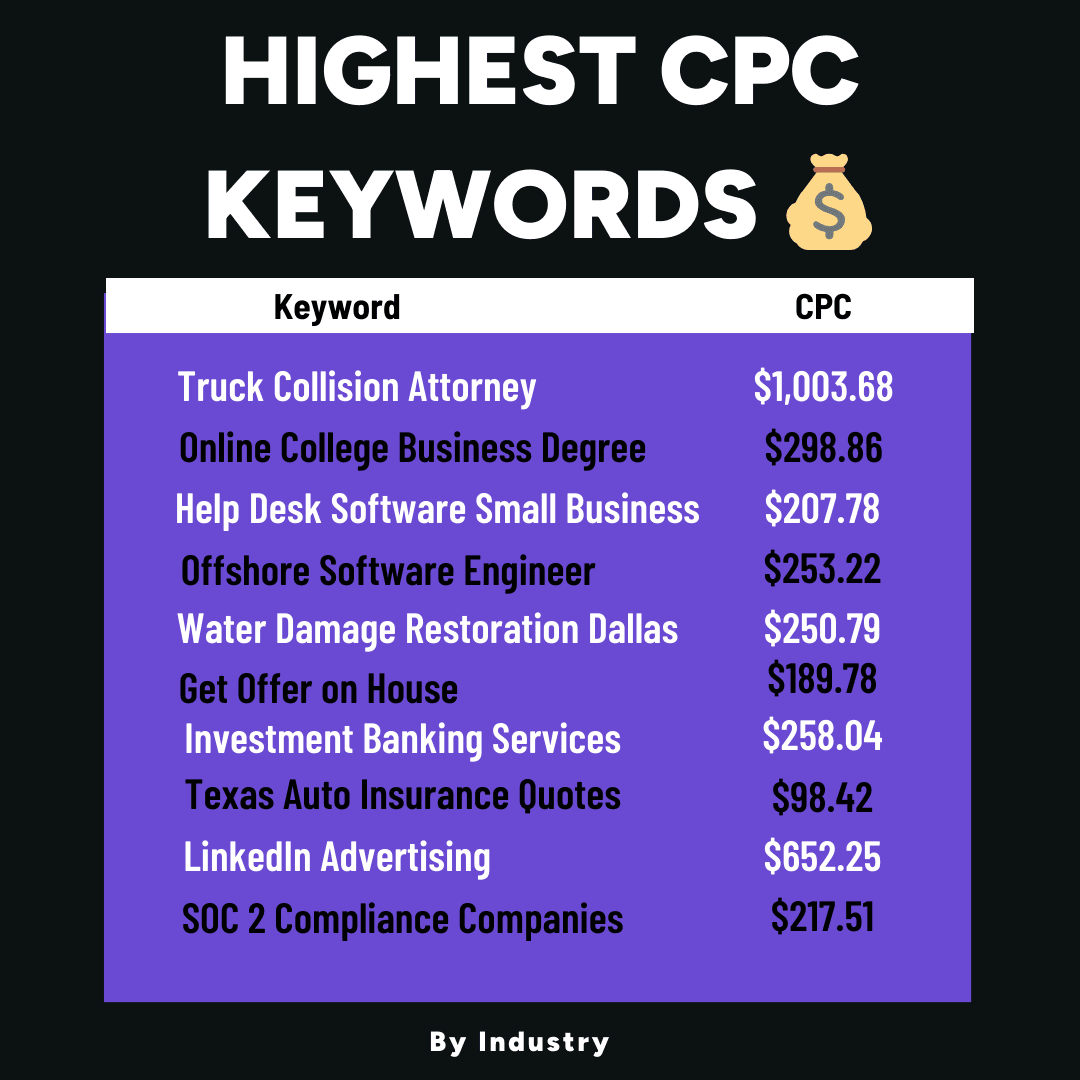 HIGHEST CPC
KEYWORDS
Keyword CPC
Truck Collision Attorney $1,003.68
Online College Business Degree $298.86
Help Desk Software Small Business $207.78
Offshore Software Engineer $253.22
Water Damage Restoration Dallas $250.79
Get Offer on House $189.78
Investment Banking Services $258.04
Texas Auto Insurance Quotes $98.42
LinkedIn Advertising $652.25
SOC 2 Compliance Companies $217.51
By Industry